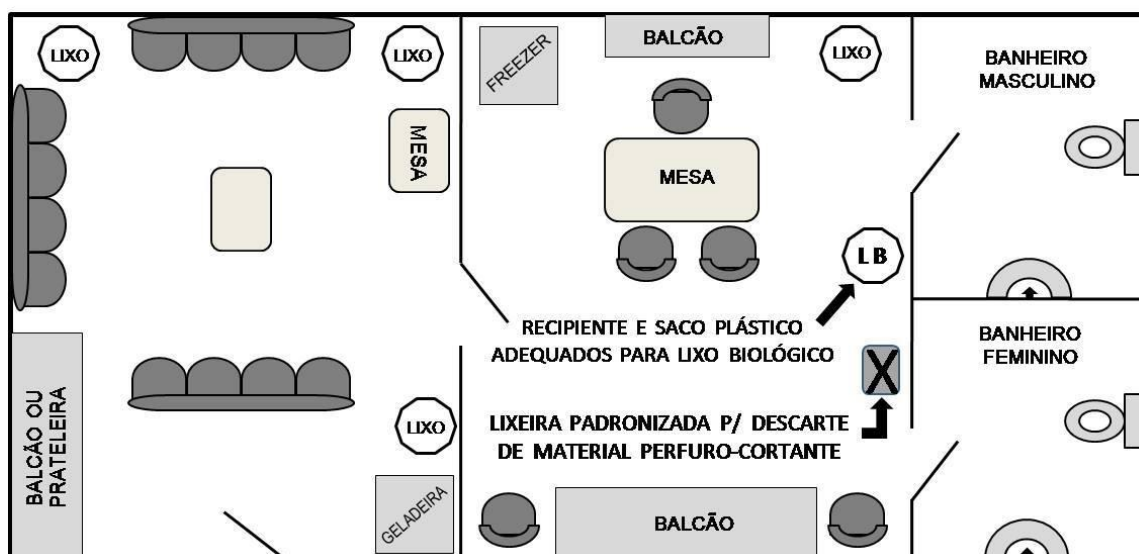 LIXO
LIXO
MESA
BALCÃO OU
PRATELEIRA
LIXO
GELADEIRA
FREEZER
BALCÃO
LIXO
MESA
LB
RECIPIENTE E SACO PLÁSTICO
ADEQUADOS PARA LIXO BIOLÓGICO
X
LIXEIRA PADRONIZADA P/ DESCARTE
DE MATERIAL PERFURO-CORTANTE
BALCÃO
BANHEIRO
MASCULINO
BANHEIRO
FEMININO